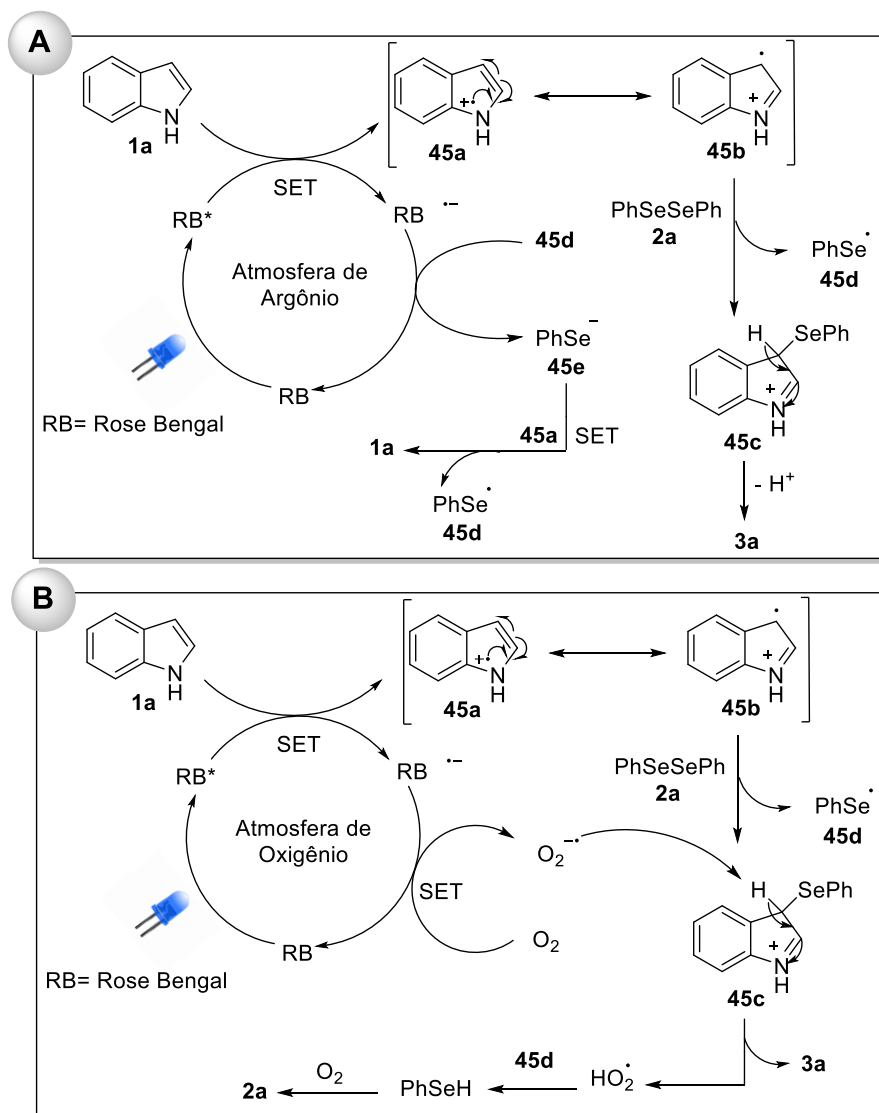 A
N
H
1a
+•
N
H
45a
•
+
N
H
45b
SET
RB*
RB •−
PhSeSePh
2a
45d
PhSe•
45d
Atmosfera de
Argônio
PhSe−
45e
H
SePh
+
N
H
45c
RB
RB= Rose Bengal
45a
SET
1a
- H+
PhSe•
45d
3a
B
N
H
1a
+•
N
H
45a
•
+
N
H
45b
SET
RB*
RB •−
PhSeSePh
2a
PhSe•
45d
Atmosfera de
Oxigênio
O2−•
SET
H
SePh
O2
+
N
H
45c
RB
RB= Rose Bengal
3a
45d
O2
HO2•
PhSeH
2a